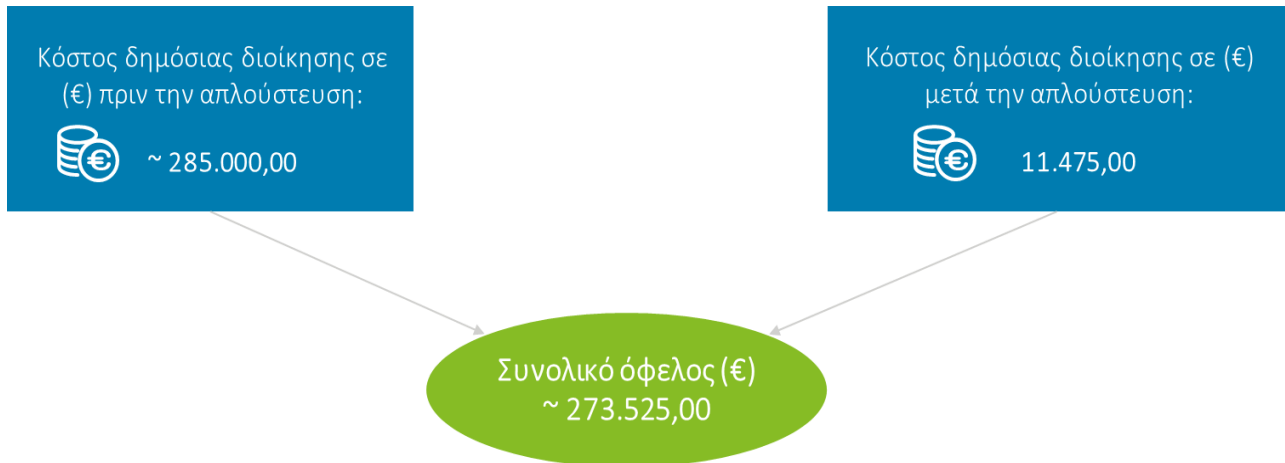 Κόστος δημόσιας διοίκησης σε
(€) πριν την απλούστευση:
~ 285.000,00
Κόστος δημόσιας διοίκησης σε (€)
μετά την απλούστευση:
11.475,00
Συνολικό όφελος (€)
~ 273.525,00